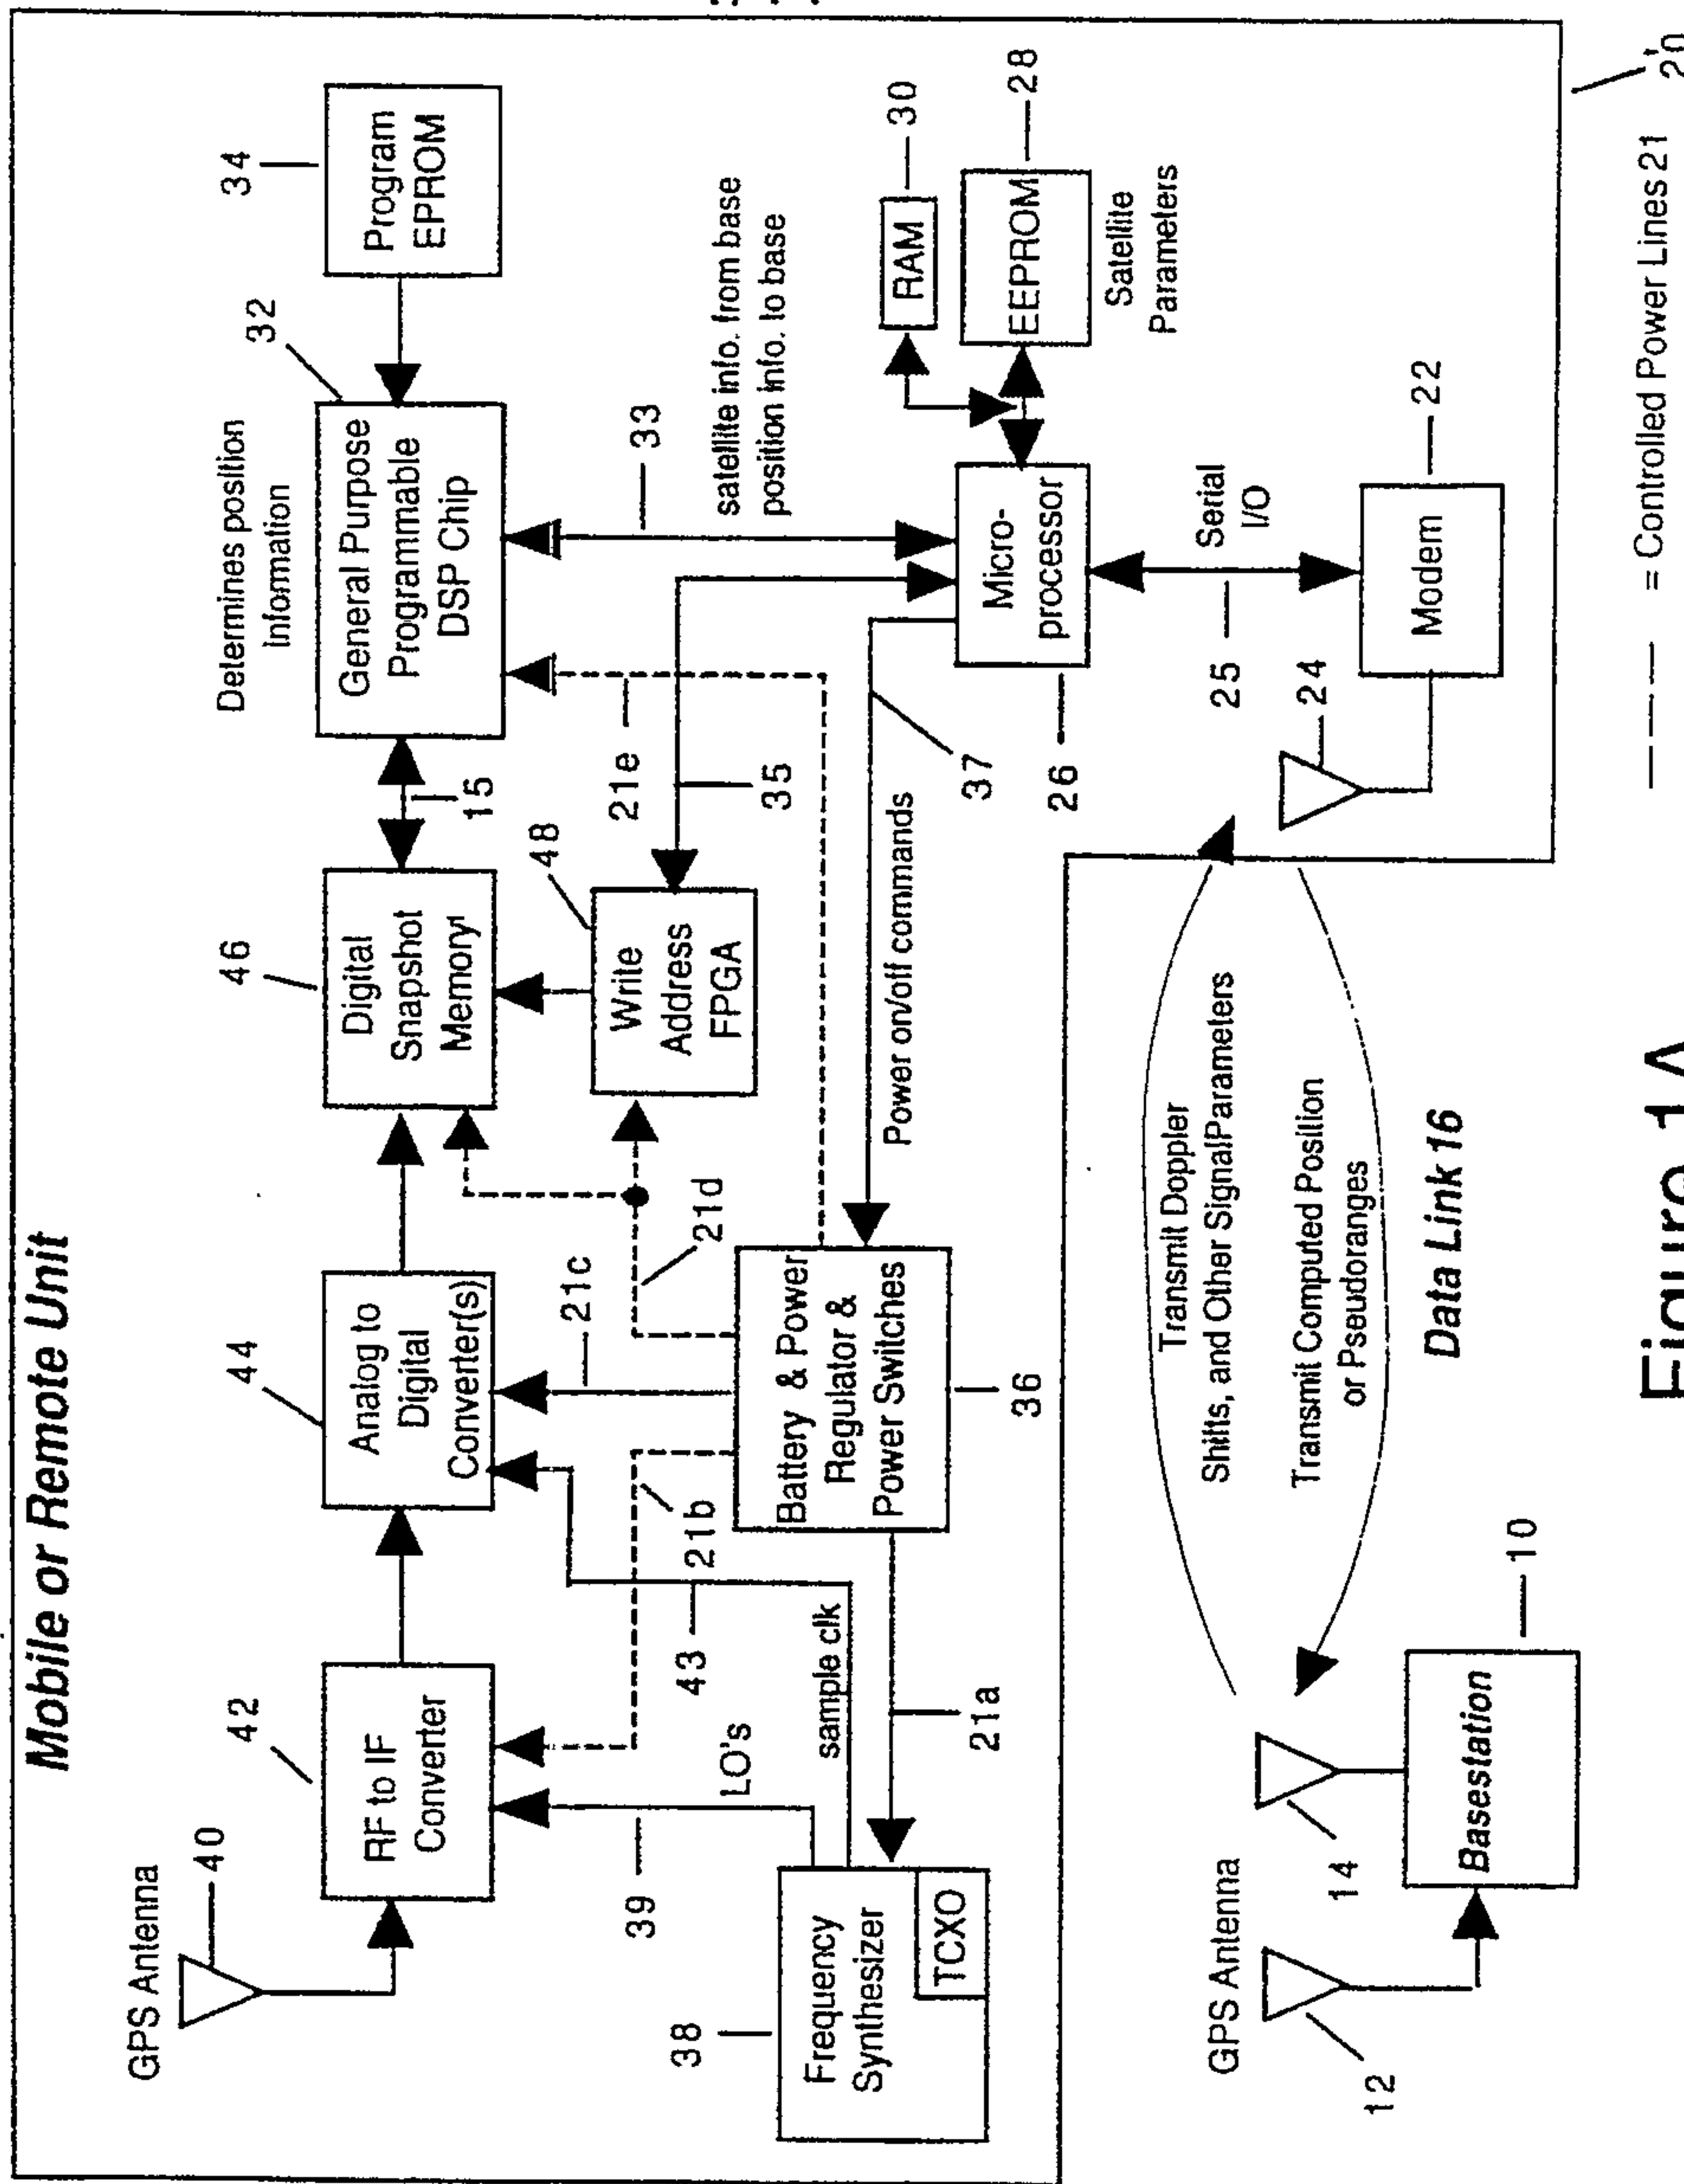 Mobile or Remote Unit
GPS Antenna
40
42
RF to IF
Converter
44
Analog to
Digital
Converter(s)
46
Digital
Snapshot
Memory
15
Determines position
Information
32
General Purpose
Programmable
DSP Chip
34
Program
EPROM
39
LO's
43
sample clk
21b
21c
21d
48
Write
Address
FPGA
21e
35
33
satellite info. from base
position info. to base
38
Frequency
Synthesizer
TCXO
21a
Battery & Power
Regulator &
Power Switches
36
Power on/off commands
37
26
Micro-
processor
RAM
30
EEPROM
28
Satellite
Parameters
25
Serial
I/O
24
Modem
22
20
GPS Antenna
12
14
Basestation
10
Transmit Doppler
Shifts, and Other SignalParameters
Transmit Computed Position
or Pseudoranges
Data Link 16
= Controlled Power Lines 21
Figure 1A